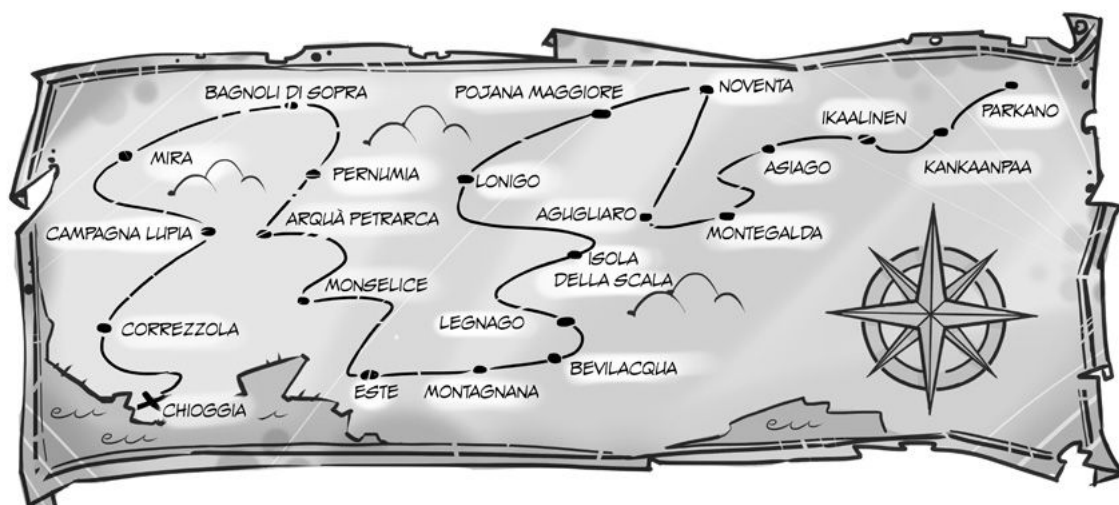 BAGNOLI DI SOPRA
POJANA MAGGIORE
NOVENTA
IKAALINEN
PARKANO
MIRA
PERNUMIA
LONIGO
ASIAGO
KANKAANPAA
CAMPAGNA LUPIA
ARQUÀ PETRARCA
AGUGLIARO
MONTEGALDA
ISOLA
DELLA SCALA
MONSELICE
LEGNAGO
CORREZZOLA
BEVILACQUA
ESTE
MONTAGNANA
CHIOGGIA